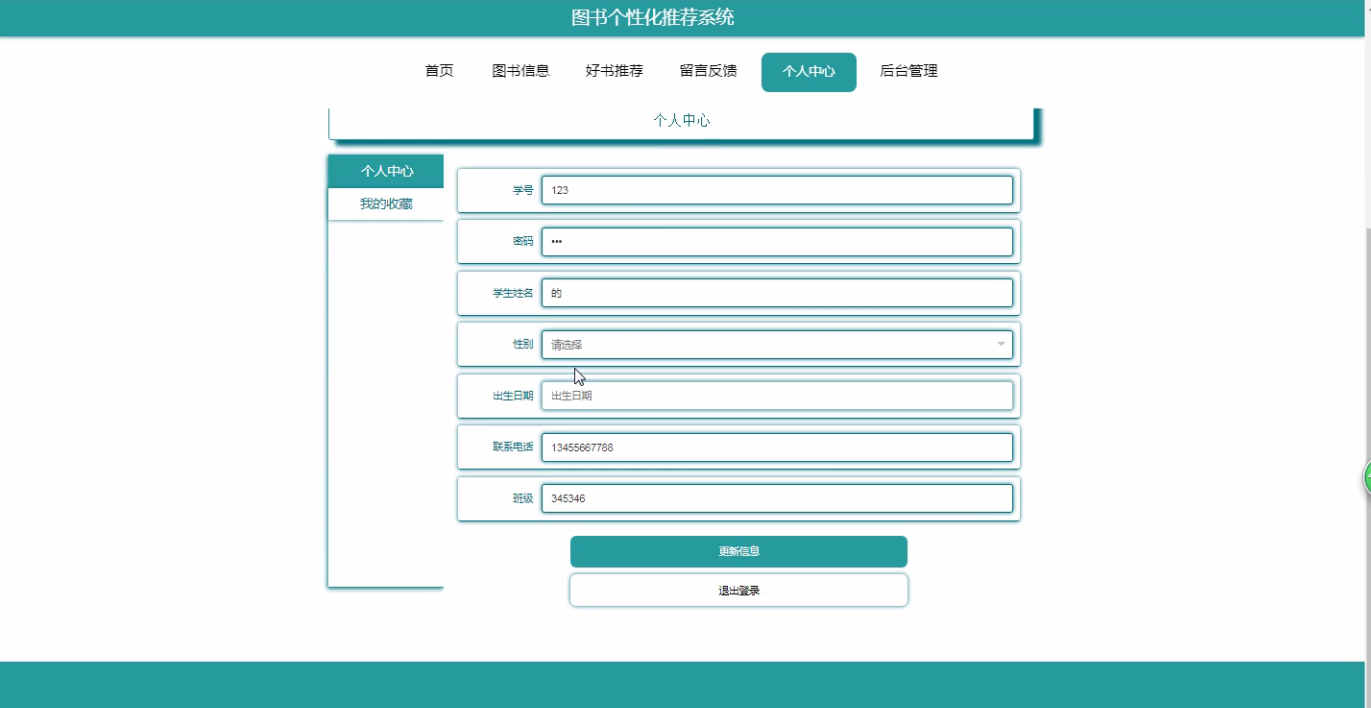 图书个性化推荐系统
首页 图书信息 好书推荐 留言反馈 个人中心 后台管理
个人中心
个人中心
我的收藏
学号 123
密码 •••
学生姓名 的
性别 请选择
出生日期 出生日期
联系电话 13455667788
班级 345346
更新信息
退出登录